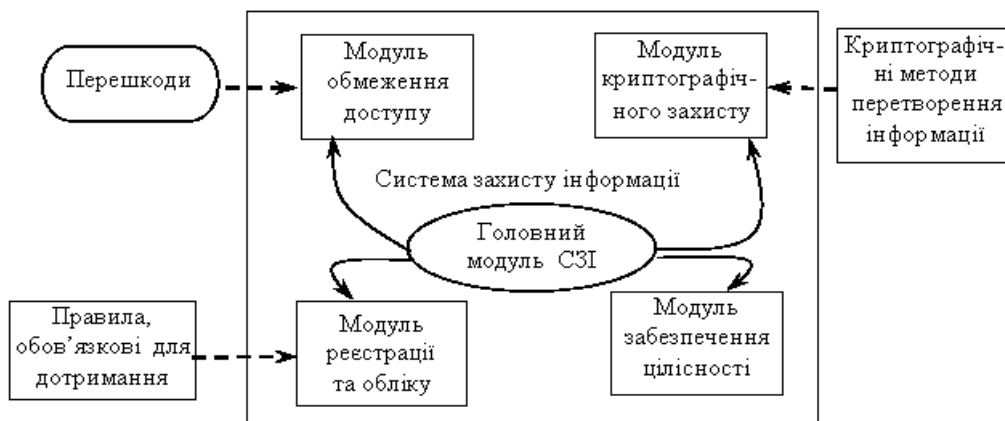 Перешкоди
Модуль
обмеження
доступу
Модуль
криптографіч-
ного захисту
Криптографіч-
ні методи
перетворення
інформації
Система захисту інформації
Головний
модуль СЗІ
Правила,
обов’язкові для
дотримання
Модуль
реєстрації
та обліку
Модуль
забезпечення
цілісності